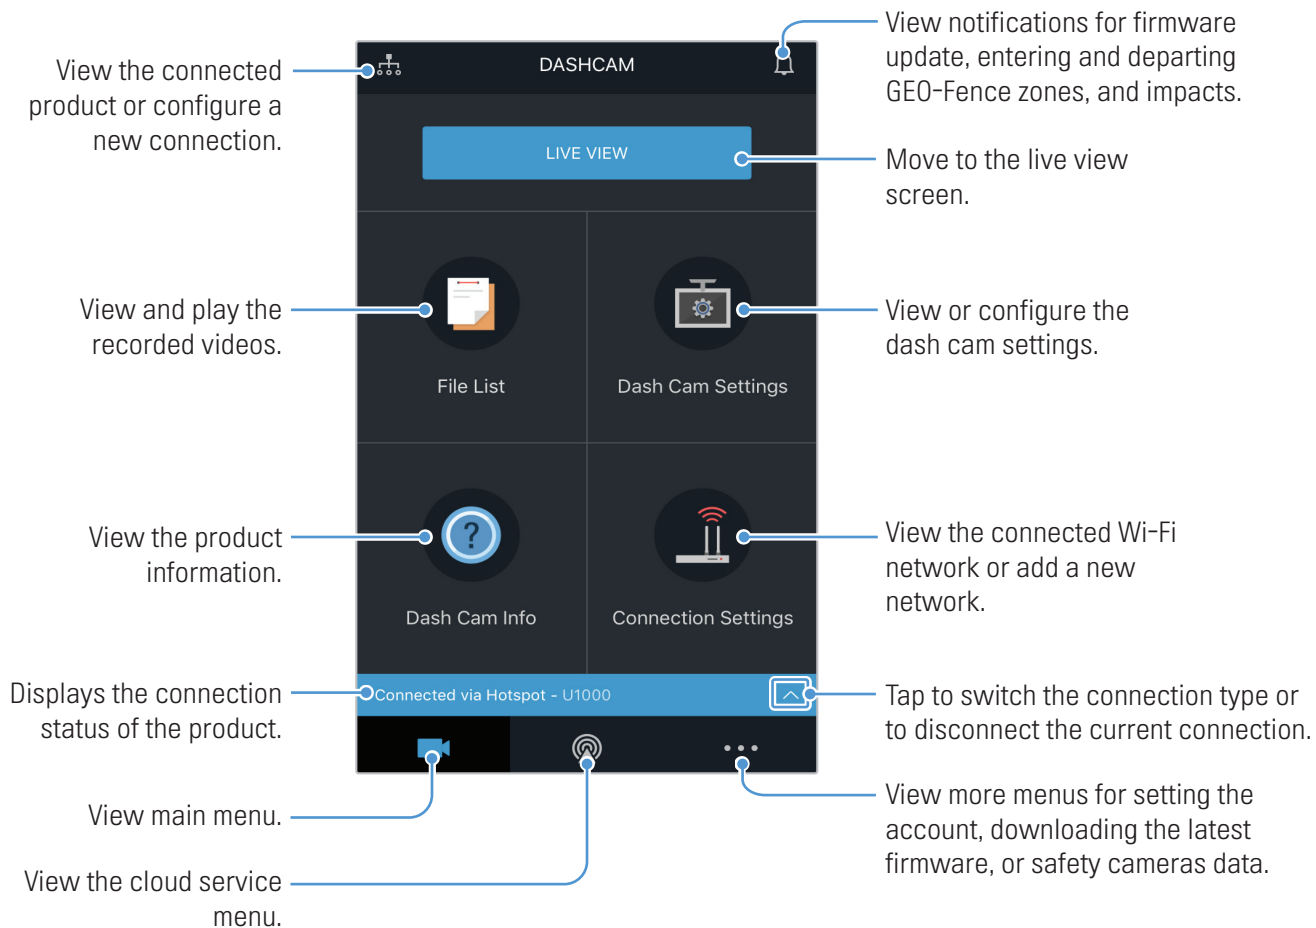 View notifications for firmware
update, entering and departing
GEO-Fence zones, and impacts.
View the connected
product or configure a
new connection.
DASHCAM
LIVE VIEW
Move to the live view
screen.
View and play the
recorded videos.
File List
Dash Cam Settings
View or configure the
dash cam settings.
View the product
information.
Dash Cam Info
Connection Settings
View the connected Wi-Fi
network or add a new
network.
Displays the connection
status of the product.
Connected via Hotspot - U1000
Tap to switch the connection type or
to disconnect the current connection.
View main menu.
View more menus for setting the
account, downloading the latest
firmware, or safety cameras data.
View the cloud service
menu.